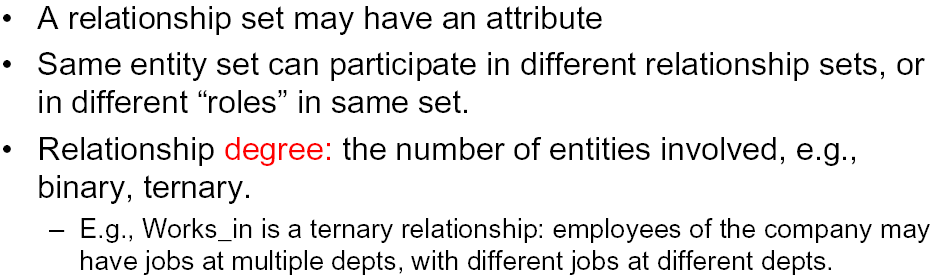 • A relationship set may have an attribute
• Same entity set can participate in different relationship sets, or
in different “roles” in same set.
• Relationship degree: the number of entities involved, e.g.,
binary, ternary.
– E.g., Works_in is a ternary relationship: employees of the company may
have jobs at multiple depts, with different jobs at different depts.